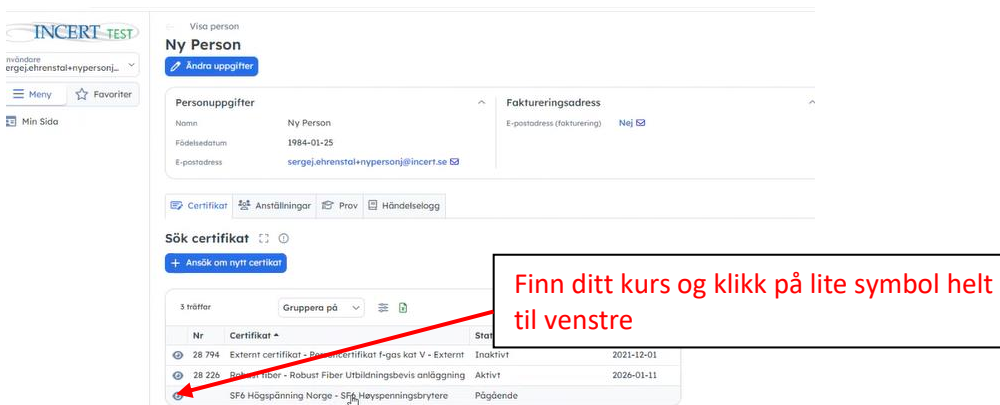 Visa person
INCERT TEST
Ny Person
Användare
sergej.ehrenstal+nypersonj...
Ändra uppgifter
Meny
Favoriter
Min Sida
Personuppgifter
Namn Ny Person
Födelsedatum 1984-01-25
E-postadress sergej.ehrenstal+nypersonj@incert.se
Faktureringsadress
E-postadress (fakturering) Nej
Certifikat Anställningar Prov Händelselogg
Sök certifikat
+ Ansök om nytt certikat
Finn ditt kurs og klikk på lite symbol helt
til venstre
3 träffar Gruppera på
Nr Certifikat Stat
28 794 Externt certifikat - Personcertifikat f-gas kat V - Externt Inaktivt 2021-12-01
28 226 Robust fiber - Robust Fiber Utbildningsbevis anläggning Aktivt 2026-01-11
SF6 Högspänning Norge - SF6 Høyspenningsbrytere Pågående